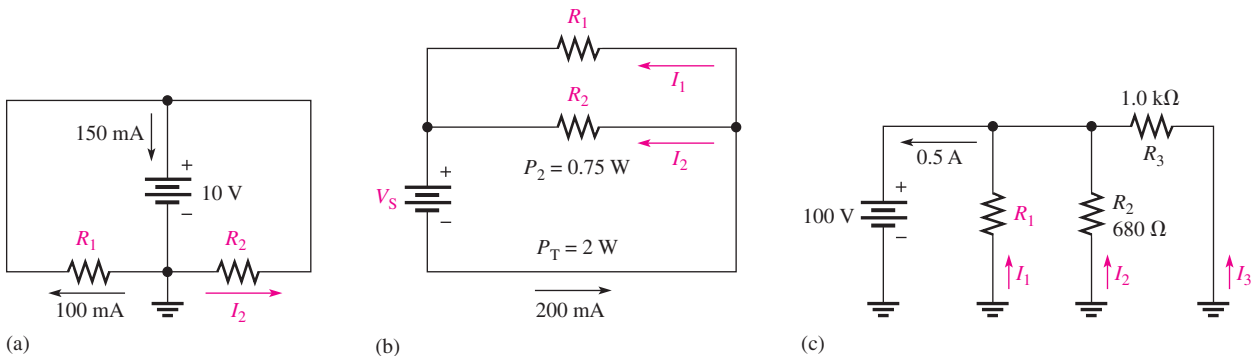 150 mA
+
10 V
−
R1
R2
100 mA
I2
(a)
R1
I1
R2
I2
P2 = 0.75 W
VS
+
−
PT = 2 W
200 mA
(b)
1.0 kΩ
R3
0.5 A
100 V
+
−
R1
R2
680 Ω
I1
I2
I3
(c)